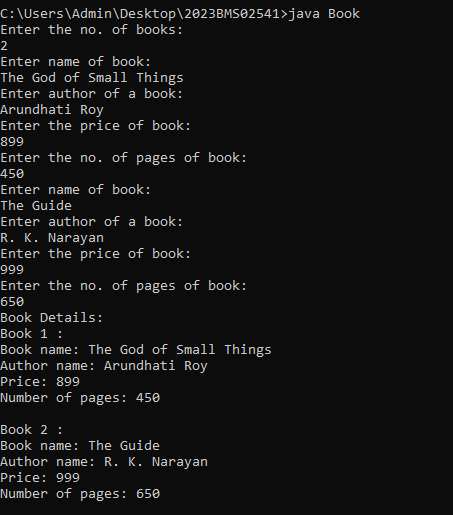 C:\Users\Admin\Desktop\2023BMS02541>java Book
Enter the no. of books:
2
Enter name of book:
The God of Small Things
Enter author of a book:
Arundhati Roy
Enter the price of book:
899
Enter the no. of pages of book:
450
Enter name of book:
The Guide
Enter author of a book:
R. K. Narayan
Enter the price of book:
999
Enter the no. of pages of book:
650
Book Details:
Book 1 :
Book name: The God of Small Things
Author name: Arundhati Roy
Price: 899
Number of pages: 450
Book 2 :
Book name: The Guide
Author name: R. K. Narayan
Price: 999
Number of pages: 650